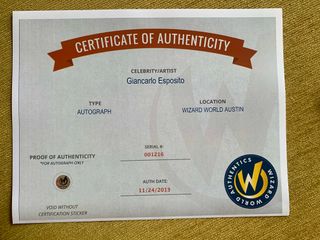 CERTIFICATE OF AUTHENTICITY
CELEBRITY/ARTIST
Giancarlo Esposito
TYPE
AUTOGRAPH
LOCATION
WIZARD WORLD AUSTIN
SERIAL #:
001216
PROOF OF AUTHENTICITY
*FOR AUTOGRAPH ONLY
AUTH DATE:
11/24/2013
VOID WITHOUT
CERTIFICATION STICKER
WIZARD WORLD AUTHENTICS
W